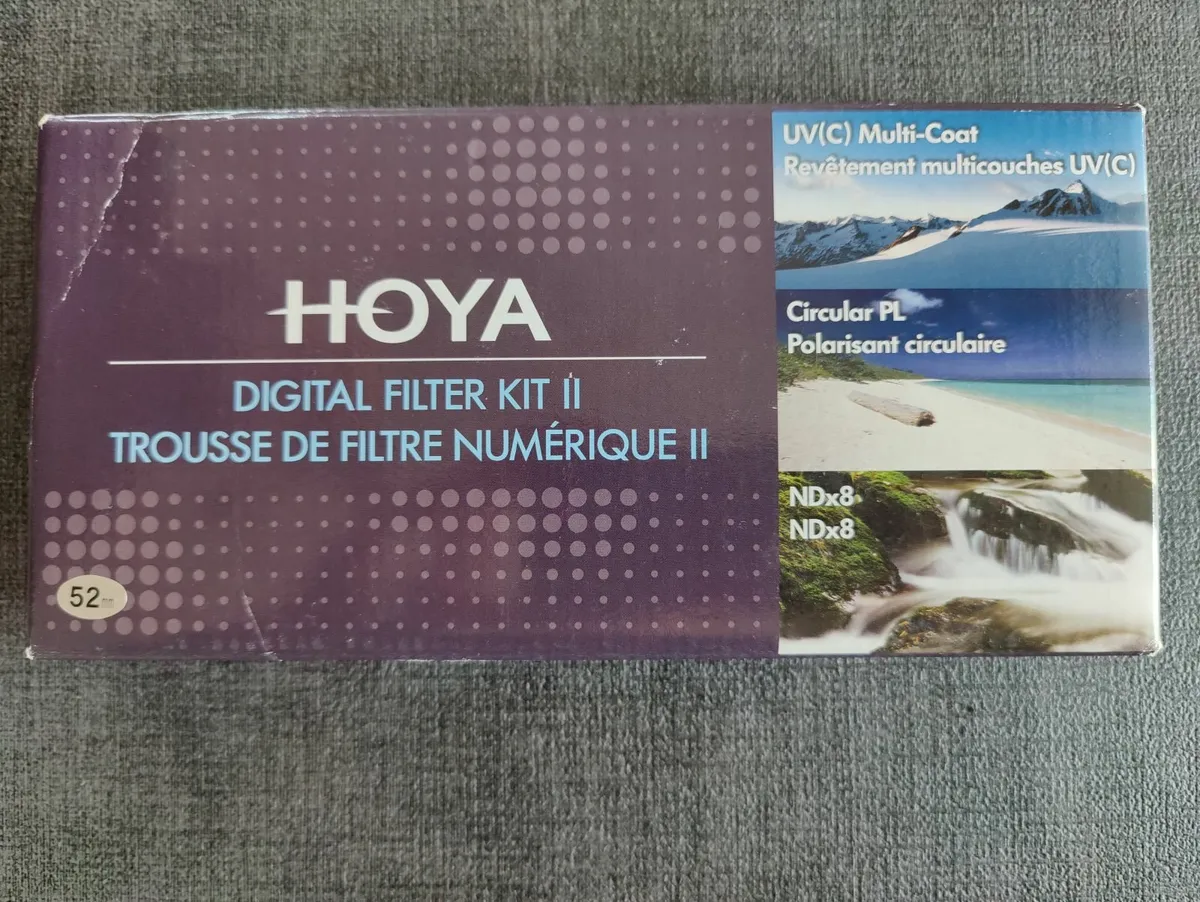 HOYA
DIGITAL FILTER KIT II
TROUSSE DE FILTRE NUMÉRIQUE II
52mm
UV(C) Multi-Coat
Revêtement multicouches UV(C)
Circular PL
Polarisant circulaire
NDx8
NDx8